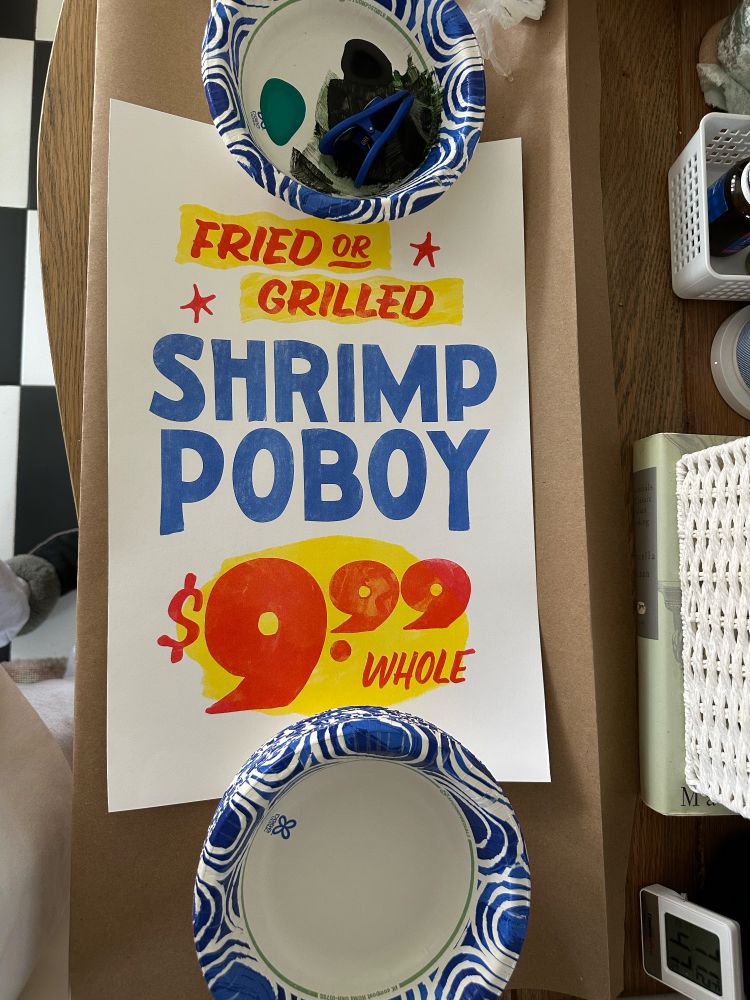 FRIED OR
GRILLED
SHRIMP
POBOY
$9.99
WHOLE